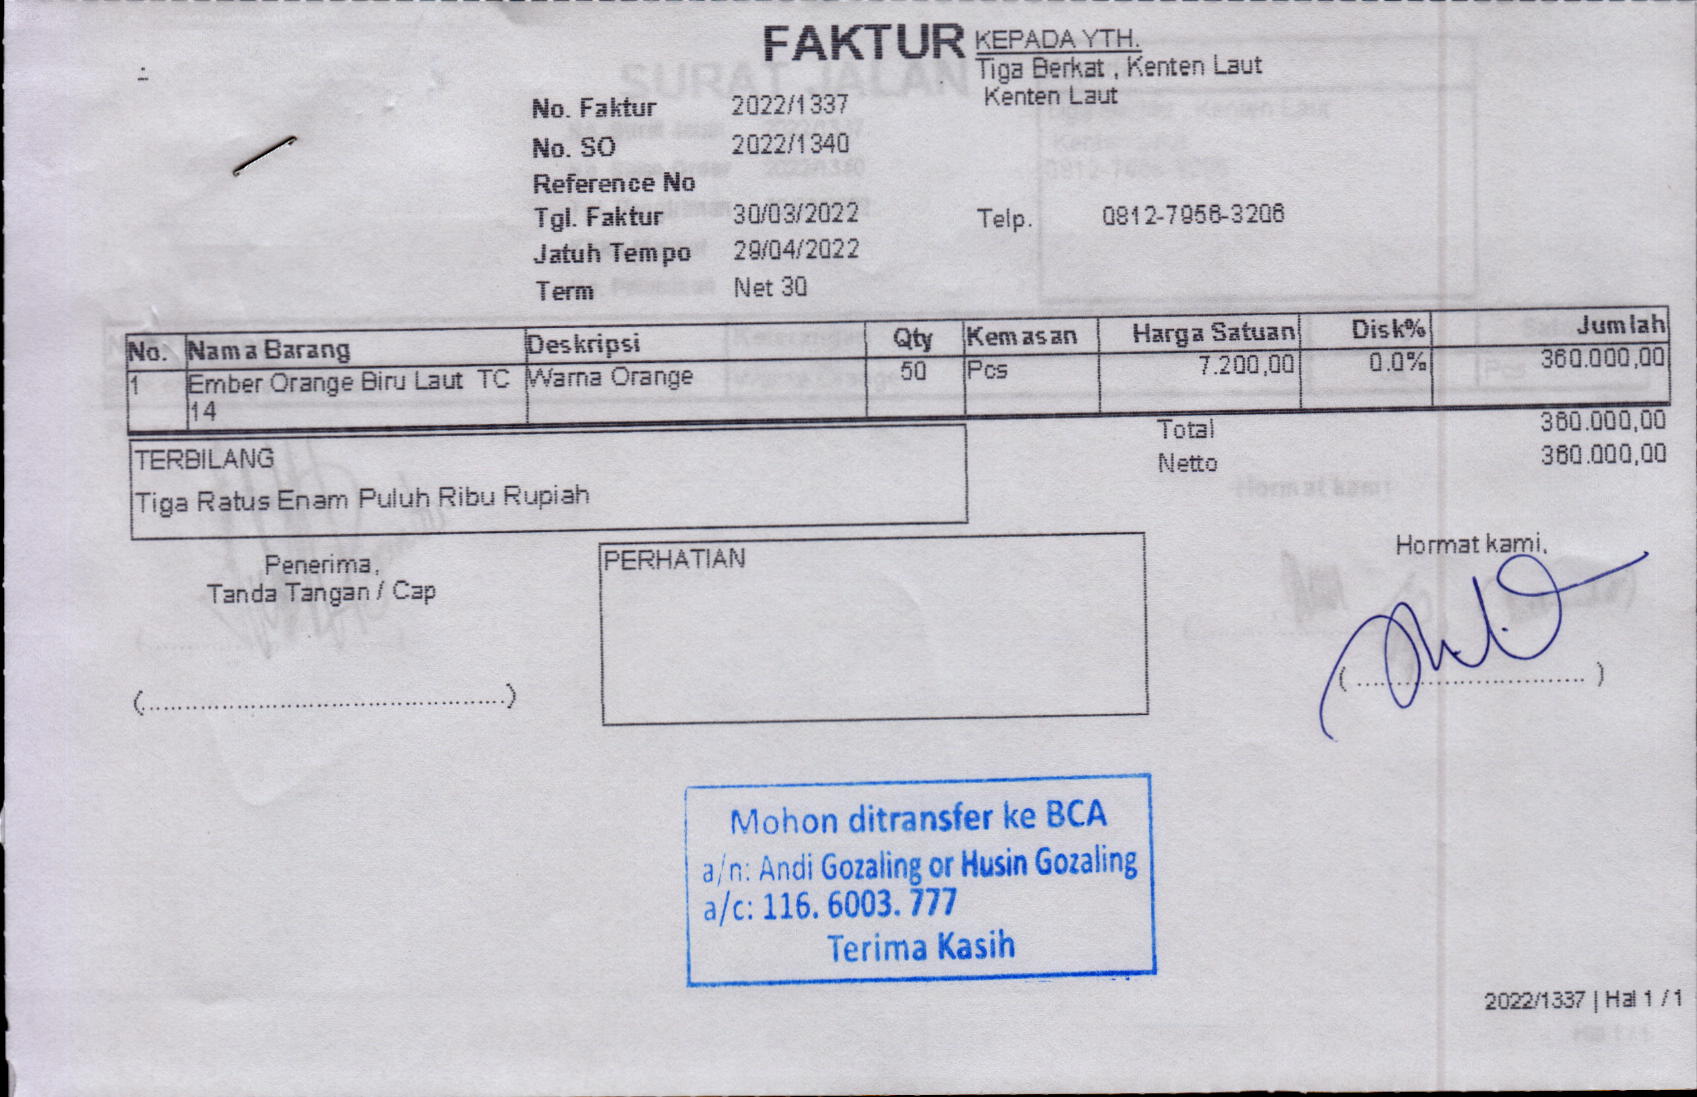 FAKTUR
KEPADA YTH.
Tiga Berkat , Kenten Laut
Kenten Laut
No. Faktur 2022/1337
No. SO 2022/1340
Reference No
Tgl. Faktur 30/03/2022 Telp. 0812-7956-3206
Jatuh Tempo 29/04/2022
Term Net 30
No. Nama Barang Deskripsi Qty Kemasan Harga Satuan Disk% Jumlah
1 Ember Orange Biru Laut TC Warna Orange 50 Pcs 7.200,00 0.0% 360.000,00
14
Total 360.000,00
Netto 360.000,00
TERBILANG
Tiga Ratus Enam Puluh Ribu Rupiah
Penerima,
Tanda Tangan / Cap
(..............................................)
PERHATIAN
Hormat kami,
(.............................. )
Mohon ditransfer ke BCA
a/n: Andi Gozaling or Husin Gozaling
a/c: 116. 6003. 777
Terima Kasih
2022/1337 | Hal 1 / 1